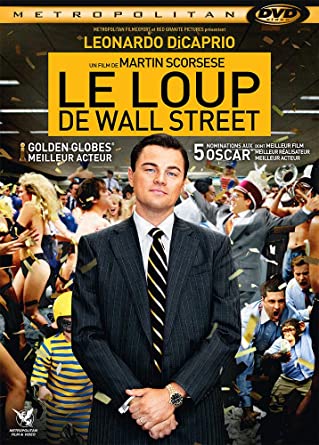 METROPOLITAN
DVD
VIDEO
METROPOLITAN FILMEXPORT ET RED GRANITE PICTURES PRÉSENTENT
LEONARDO DiCAPRIO
UN FILM DE MARTIN SCORSESE
LE LOUP
DE WALL STREET
GOLDEN GLOBES®
MEILLEUR ACTEUR
5 NOMINATIONS AUX OSCAR® DONT MEILLEUR FILM
MEILLEUR RÉALISATEUR
MEILLEUR ACTEUR
METROPOLITAN
FILM & VIDEO